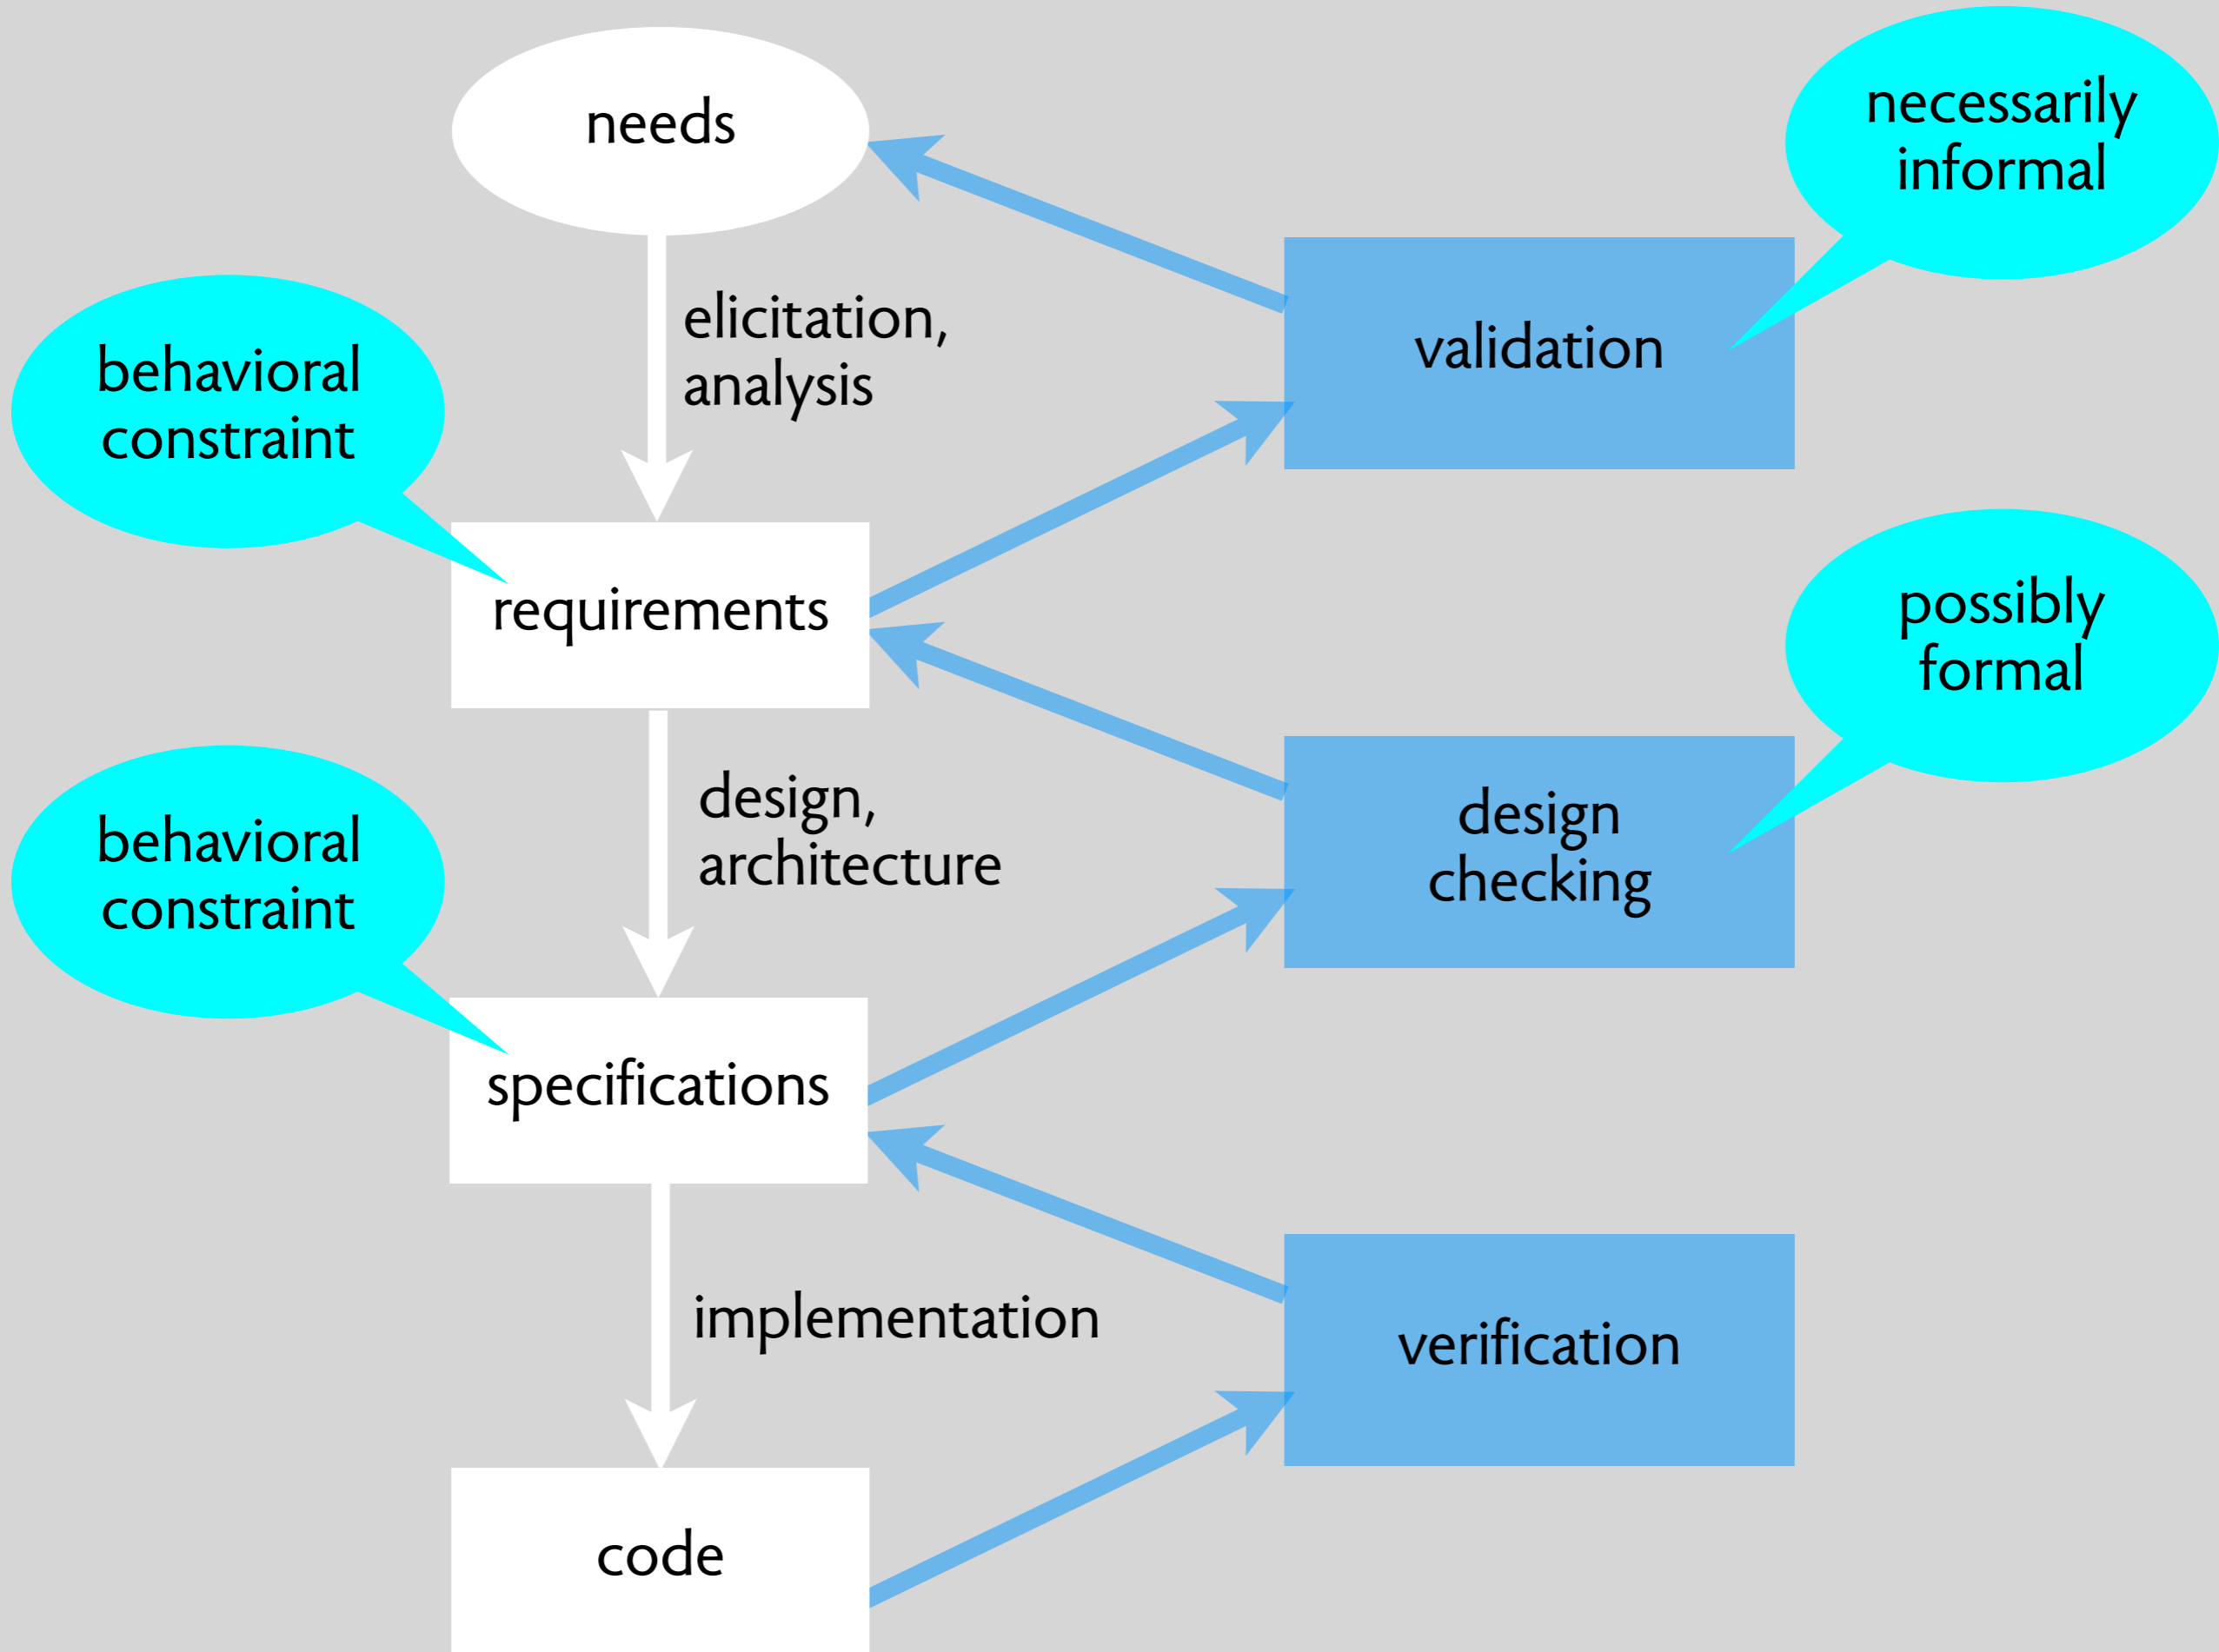 needs
necessarily
informal
elicitation,
analysis
validation
behavioral
constraint
requirements
possibly
formal
design,
architecture
design
checking
behavioral
constraint
specifications
implementation
verification
code